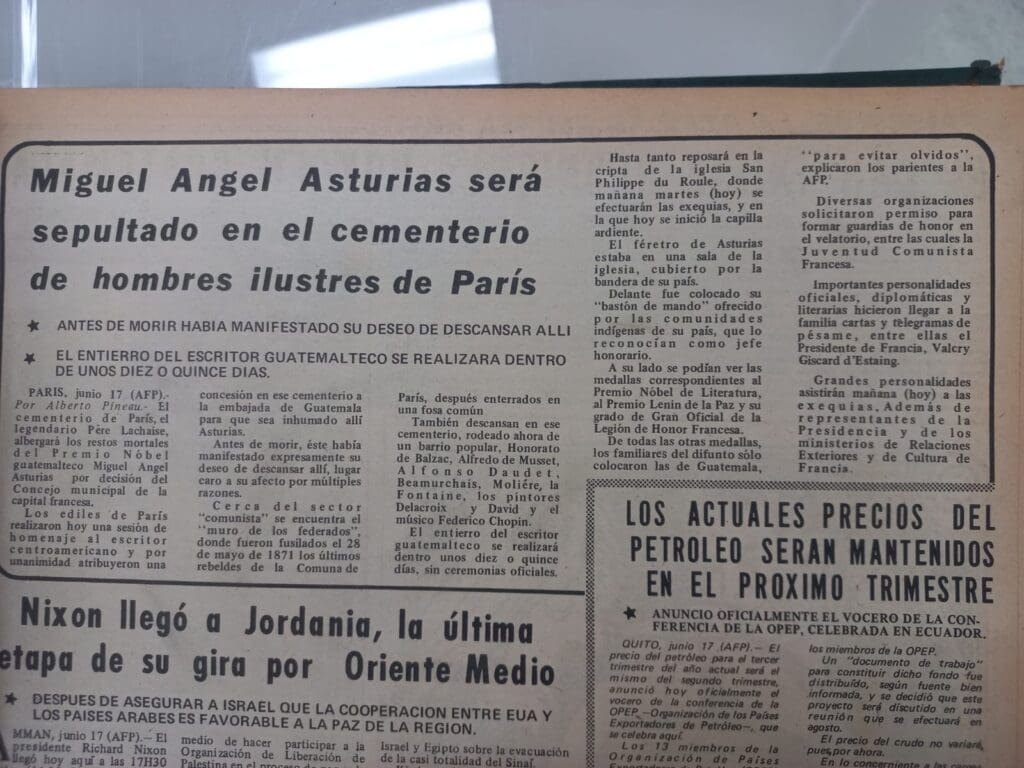 Miguel Angel Asturias será
sepultado en el cementerio
de hombres ilustres de París
★ ANTES DE MORIR HABIA MANIFESTADO SU DESEO DE DESCANSAR ALLI
★ EL ENTIERRO DEL ESCRITOR GUATEMALTECO SE REALIZARA DENTRO
DE UNOS DIEZ O QUINCE DIAS.
PARIS, junio 17 (AFP).-
Por Alberto Pineau.- El
cementerio de París, el
legendario Pére Lachaise,
albergará los restos mortales
del Premio Nóbel
guatemalteco Miguel Angel
Asturias por decisión del
Concejo municipal de la
capital francesa.
Los ediles de París
realizaron hoy una sesión de
homenaje al escritor
centroamericano y por
unanimidad atribuyeron una
concesión en ese cementerio a
la embajada de Guatemala
para que sea inhumado allí
Asturias.
Antes de morir, éste había
manifestado expresamente su
deseo de descansar allí, lugar
caro a su afecto por múltiples
razones.
Cerca del sector
"comunista" se encuentra el
"muro de los federados",
donde fueron fusilados el 28
de mayo de 1871 los últimos
rebeldes de la Comuna de
París, después enterrados en
una fosa común
También descansan en ese
cementerio, rodeado ahora de
un barrio popular, Honorato
de Balzac, Alfredo de Musset,
Alfonso Daudet,
Beamurchais, Moliére, la
Fontaine, los pintores
Delacroix y David y el
músico Federico Chopin.
El entierro del escritor
guatemalteco se realizará
dentro unos diez o quince
días, sin ceremonias oficiales.
Hasta tanto reposará en la
cripta de la iglesia San
Philippe du Roule, donde
mañana martes (hoy) se
efectuarán las exequias, y en
la que hoy se inició la capilla
ardiente.
El féretro de Asturias
estaba en una sala de la
iglesia, cubierto por la
bandera de su país.
Delante fue colocado su
"bastón de mando" ofrecido
por las comunidades
indígenas de su país, que lo
reconocían como jefe
honorario.
A su lado se podían ver las
medallas correspondientes al
Premio Nóbel de Literatura,
al Premio Lenin de la Paz y su
grado de Gran Oficial de la
Legión de Honor Francesa.
De todas las otras medallas,
los familiares del difunto sólo
colocaron las de Guatemala,
"para evitar olvidos",
explicaron los parientes a la
AFP.
Diversas organizaciones
solicitaron permiso para
formar guardias de honor en
el velatorio, entre las cuales la
Juventud Comunista
Francesa.
Importantes personalidades
oficiales, diplomáticas y
literarias hicieron llegar a la
familia cartas y telegramas de
pésame, entre ellas el
Presidente de Francia, Valcry
Giscard d'Estaing.
Grandes personalidades
asistirán mañana (hoy) a las
exequias. Además de
representantes de la
Presidencia y de los
ministerios de Relaciones
Exteriores y de Cultura de
Francia.
LOS ACTUALES PRECIOS DEL
PETROLEO SERAN MANTENIDOS
EN EL PROXIMO TRIMESTRE
★ ANUNCIO OFICIALMENTE EL VOCERO DE LA CON-
FERENCIA DE LA OPEP, CELEBRADA EN ECUADOR.
QUITO, junio 17 (AFP).— El
precio del petróleo para el tercer
trimestre del año actual será el
mismo del segundo trimestre,
anunció hoy oficialmente el
vocero de la conferencia de la
OPEP —Organización de los Países
Exportadores de Petróleo—, que
se celebra aquí.
Los 13 miembros de la
Organización de Países
los miembros de la OPEP.
Un "documento de trabajo"
para constituir dicho fondo fue
distribuido, según fuente bien
informada, y se decidió que este
proyecto será discutido en una
reunión que se efectuará en
agosto.
El precio del crudo no variará,
pues, por ahora.
Nixon llegó a Jordania, la última
etapa de su gira por Oriente Medio
★ DESPUES DE ASEGURAR A ISRAEL QUE LA COOPERACION ENTRE EUA Y
LOS PAISES ARABES ES FAVORABLE A LA PAZ DE LA REGION.
MMAN, junio 17 (AFP).— El
presidente Richard Nixon
llegó hoy aquí a las 17H30
medio de hacer participar a la
Organización de Liberación de
Palestina en el proceso de
Israel y Egipto sobre la evacuación
de la casi totalidad del Sinaí.